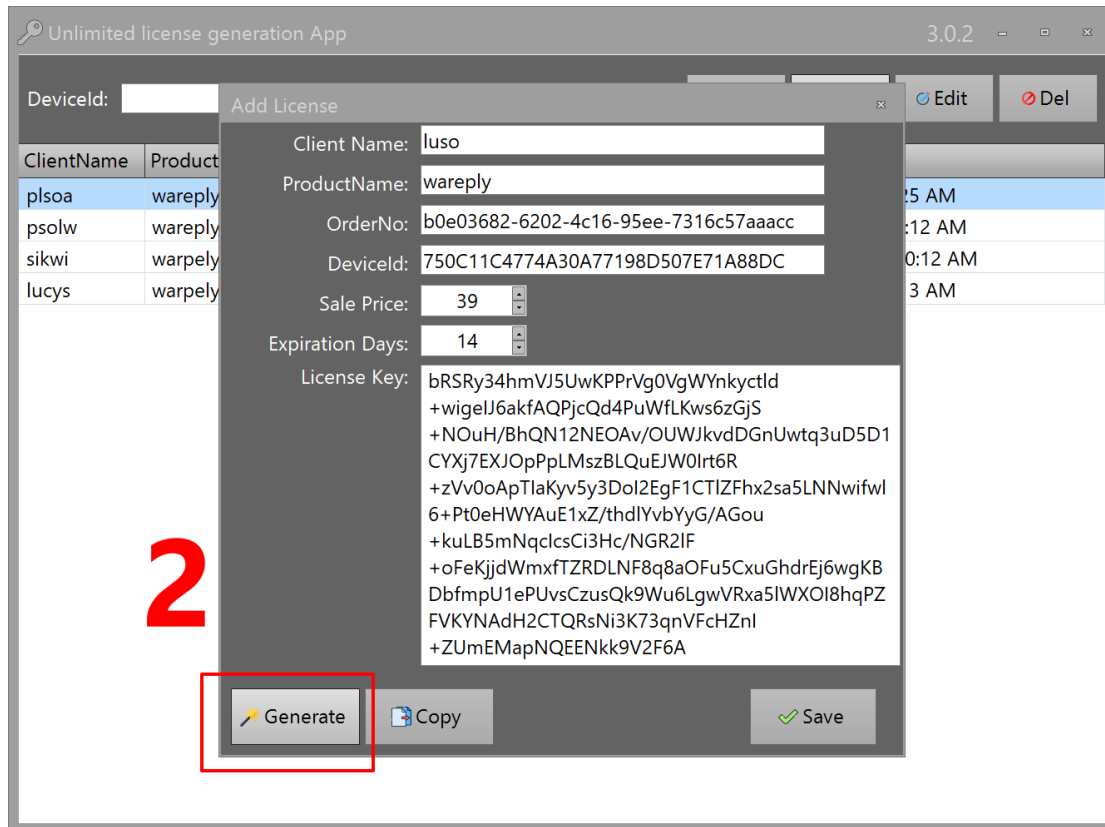 Unlimited license generation App 3.0.2
DeviceId: Edit Del
Add License
ClientName Product
plsoa wareply :25 AM
psolw wareply :12 AM
sikwi warpely 0:12 AM
lucys warpely 3 AM
Client Name: luso
ProductName: wareply
OrderNo: b0e03682-6202-4c16-95ee-7316c57aaacc
DeviceId: 750C11C4774A30A77198D507E71A88DC
Sale Price: 39
Expiration Days: 14
License Key: bRSRy34hmVJ5UwKPPrVg0VgWYnkyctld
+wigeIJ6akfAQPjcQd4PuWfLKws6zGjS
+NOuH/BhQN12NEOAv/OUWJkvdDGnUwtq3uD5D1
CYXj7EXJOpPpLMszBLQuEJW0Irt6R
+zVv0oApTIaKyv5y3DoI2EgF1CTlZFhx2sa5LNNwifwl
6+Pt0eHWYAuE1xZ/thdlYvbYyG/AGou
+kuLB5mNqcIcsCi3Hc/NGR2lF
+oFeKjjdWmxfTZRDLNF8q8aOFu5CxuGhdrEj6wgKB
DbfmpU1ePUvsCzusQk9Wu6LgwVRxa5lWXOI8hqPZ
FVKYNAdH2CTQRsNi3K73qnVFcHZnI
+ZUmEMapNQEENkk9V2F6A
2
Generate Copy Save